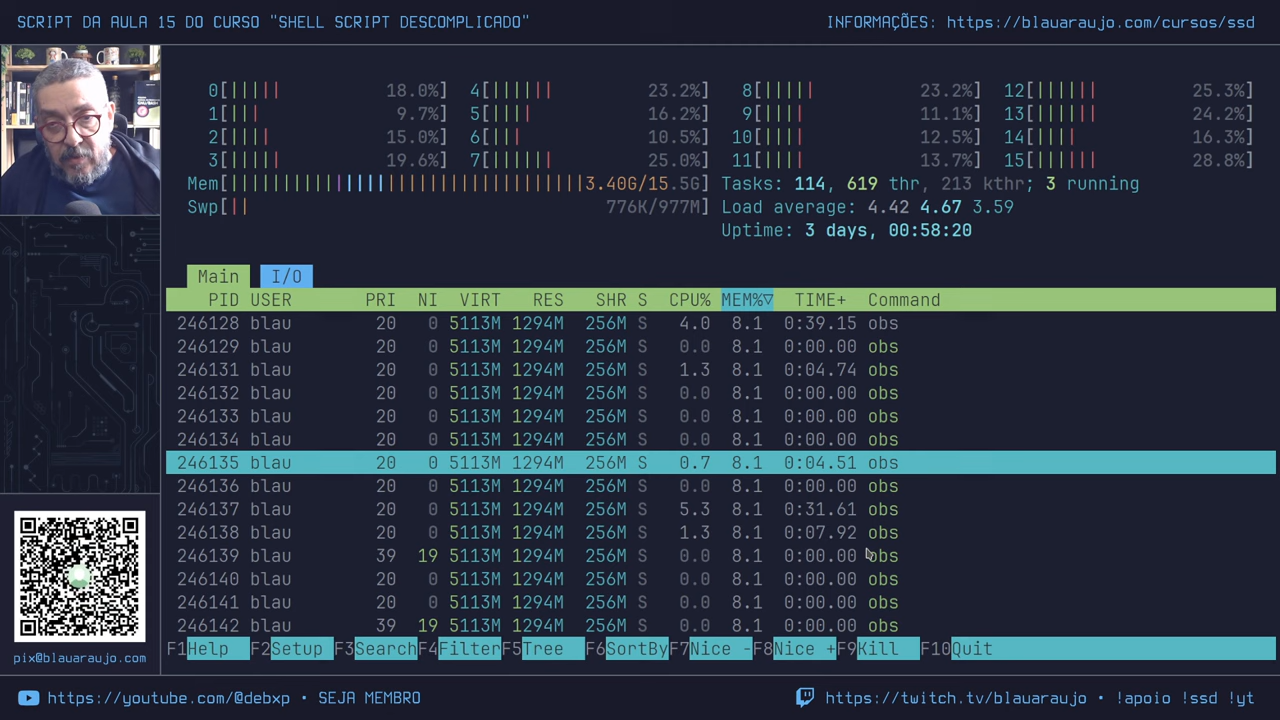 SCRIPT DA AULA 15 DO CURSO "SHELL SCRIPT DESCOMPLICADO"
INFORMAÇÕES: https://blauaraujo.com/cursos/ssd
0[||||| 18.0%] 4[|||||| 23.2%] 8[||||| 23.2%] 12[|||||| 25.3%]
1[||| 9.7%] 5[|||| 16.2%] 9[|||| 11.1%] 13[|||||| 24.2%]
2[|||| 15.0%] 6[||| 10.5%] 10[|||| 12.5%] 14[|||| 16.3%]
3[||||| 19.6%] 7[|||||| 25.0%] 11[|||| 13.7%] 15[|||||| 28.8%]
Mem[||||||||||||||||||||||||||||||||||3.40G/15.5G] Tasks: 114, 619 thr, 213 kthr; 3 running
Swp[|| 776K/977M] Load average: 4.42 4.67 3.59
Uptime: 3 days, 00:58:20
Main I/O
PID USER PRI NI VIRT RES SHR S CPU% MEM%▽ TIME+ Command
246128 blau 20 0 5113M 1294M 256M S 4.0 8.1 0:39.15 obs
246129 blau 20 0 5113M 1294M 256M S 0.0 8.1 0:00.00 obs
246131 blau 20 0 5113M 1294M 256M S 1.3 8.1 0:04.74 obs
246132 blau 20 0 5113M 1294M 256M S 0.0 8.1 0:00.00 obs
246133 blau 20 0 5113M 1294M 256M S 0.0 8.1 0:00.00 obs
246134 blau 20 0 5113M 1294M 256M S 0.0 8.1 0:00.00 obs
246135 blau 20 0 5113M 1294M 256M S 0.7 8.1 0:04.51 obs
246136 blau 20 0 5113M 1294M 256M S 0.0 8.1 0:00.00 obs
246137 blau 20 0 5113M 1294M 256M S 5.3 8.1 0:31.61 obs
246138 blau 20 0 5113M 1294M 256M S 1.3 8.1 0:07.92 obs
246139 blau 39 19 5113M 1294M 256M S 0.0 8.1 0:00.00 obs
246140 blau 20 0 5113M 1294M 256M S 0.0 8.1 0:00.00 obs
246141 blau 20 0 5113M 1294M 256M S 0.0 8.1 0:00.00 obs
246142 blau 39 19 5113M 1294M 256M S 0.0 8.1 0:00.00 obs
F1Help F2Setup F3SearchF4FilterF5Tree F6SortByF7Nice -F8Nice +F9Kill F10Quit
pix@blauaraujo.com
https://youtube.com/@debxp • SEJA MEMBRO
https://twitch.tv/blauaraujo • !apoio !ssd !yt